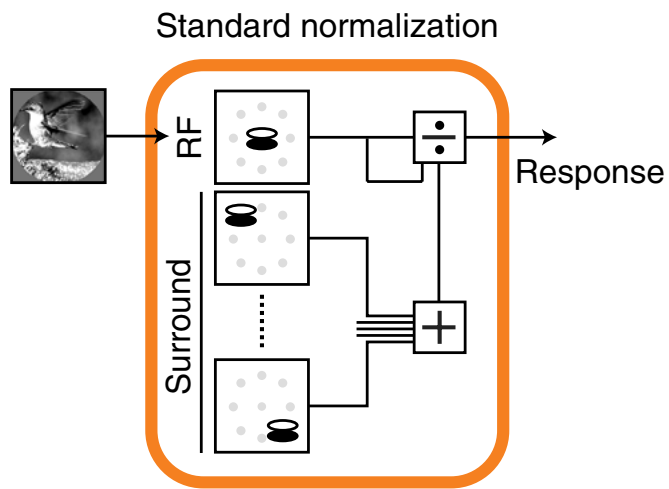 Standard normalization
RF
÷
Response
Surround
+